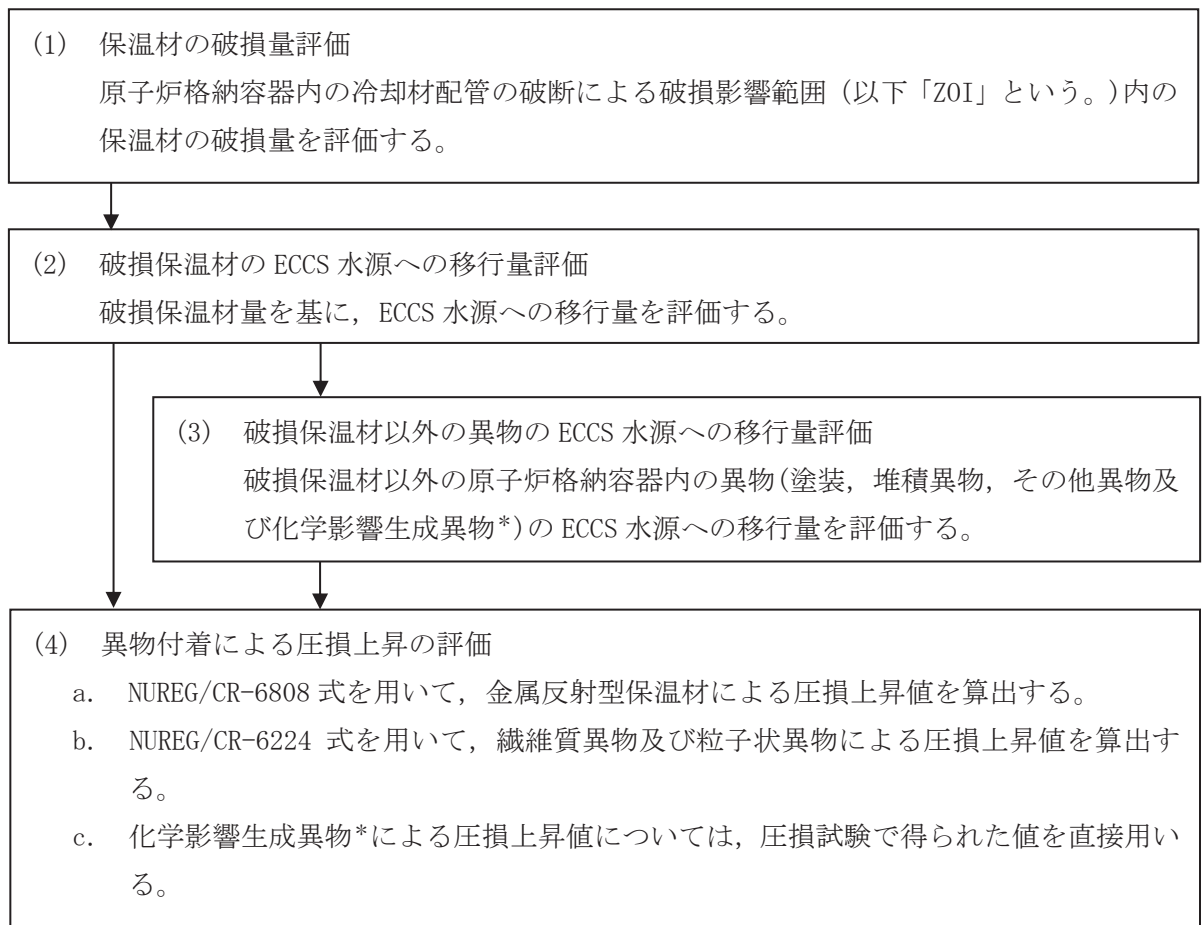 (1) 保温材の破損量評価
原子炉格納容器内の冷却材配管の破断による破損影響範囲(以下「ZOI」という。)内の
保温材の破損量を評価する。
(2) 破損保温材の ECCS 水源への移行量評価
破損保温材量を基に，ECCS 水源への移行量を評価する。
(3) 破損保温材以外の異物の ECCS 水源への移行量評価
破損保温材以外の原子炉格納容器内の異物(塗装，堆積異物，その他異物及
び化学影響生成異物*)の ECCS 水源への移行量を評価する。
(4) 異物付着による圧損上昇の評価
a. NUREG/CR-6808 式を用いて，金属反射型保温材による圧損上昇値を算出する。
b. NUREG/CR-6224 式を用いて，繊維質異物及び粒子状異物による圧損上昇値を算出す
る。
c. 化学影響生成異物*による圧損上昇値については，圧損試験で得られた値を直接用い
る。